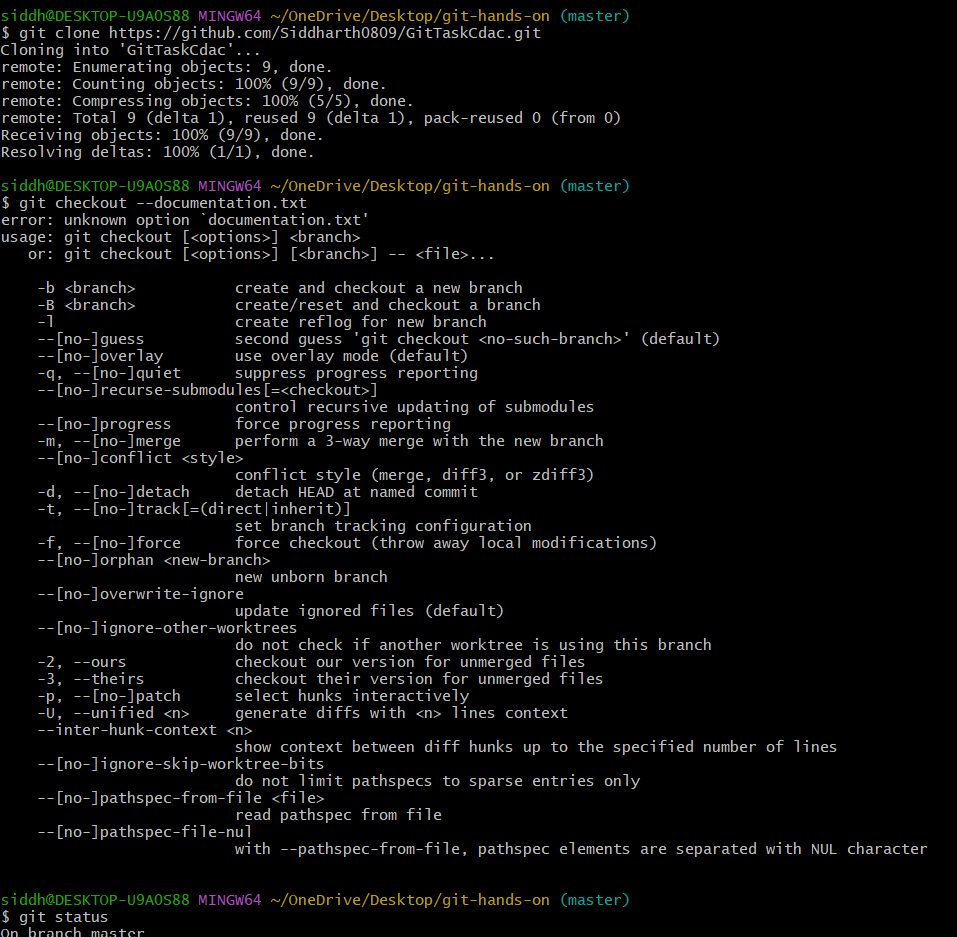 siddh@DESKTOP-U9A0S88 MINGW64 ~/OneDrive/Desktop/git-hands-on (master)
$ git clone https://github.com/Siddharth0809/GitTaskCdac.git
Cloning into 'GitTaskCdac'...
remote: Enumerating objects: 9, done.
remote: Counting objects: 100% (9/9), done.
remote: Compressing objects: 100% (5/5), done.
remote: Total 9 (delta 1), reused 9 (delta 1), pack-reused 0 (from 0)
Receiving objects: 100% (9/9), done.
Resolving deltas: 100% (1/1), done.

siddh@DESKTOP-U9A0S88 MINGW64 ~/OneDrive/Desktop/git-hands-on (master)
$ git checkout --documentation.txt
error: unknown option `documentation.txt'
usage: git checkout [<options>] <branch>
   or: git checkout [<options>] [<branch>] -- <file>...

    -b <branch>           create and checkout a new branch
    -B <branch>           create/reset and checkout a branch
    -l                    create reflog for new branch
    --[no-]guess          second guess 'git checkout <no-such-branch>' (default)
    --[no-]overlay        use overlay mode (default)
    -q, --[no-]quiet      suppress progress reporting
    --[no-]recurse-submodules[=<checkout>]
                          control recursive updating of submodules
    --[no-]progress       force progress reporting
    -m, --[no-]merge      perform a 3-way merge with the new branch
    --[no-]conflict <style>
                          conflict style (merge, diff3, or zdiff3)
    -d, --[no-]detach     detach HEAD at named commit
    -t, --[no-]track[=(direct|inherit)]
                          set branch tracking configuration
    -f, --[no-]force      force checkout (throw away local modifications)
    --[no-]orphan <new-branch>
                          new unborn branch
    --[no-]overwrite-ignore
                          update ignored files (default)
    --[no-]ignore-other-worktrees
                          do not check if another worktree is using this branch
    -2, --ours            checkout our version for unmerged files
    -3, --theirs          checkout their version for unmerged files
    -p, --[no-]patch      select hunks interactively
    -U, --unified <n>     generate diffs with <n> lines context
    --inter-hunk-context <n>
                          show context between diff hunks up to the specified number of lines
    --[no-]ignore-skip-worktree-bits
                          do not limit pathspecs to sparse entries only
    --[no-]pathspec-from-file <file>
                          read pathspec from file
    --[no-]pathspec-file-nul
                          with --pathspec-from-file, pathspec elements are separated with NUL character

siddh@DESKTOP-U9A0S88 MINGW64 ~/OneDrive/Desktop/git-hands-on (master)
$ git status
On branch master